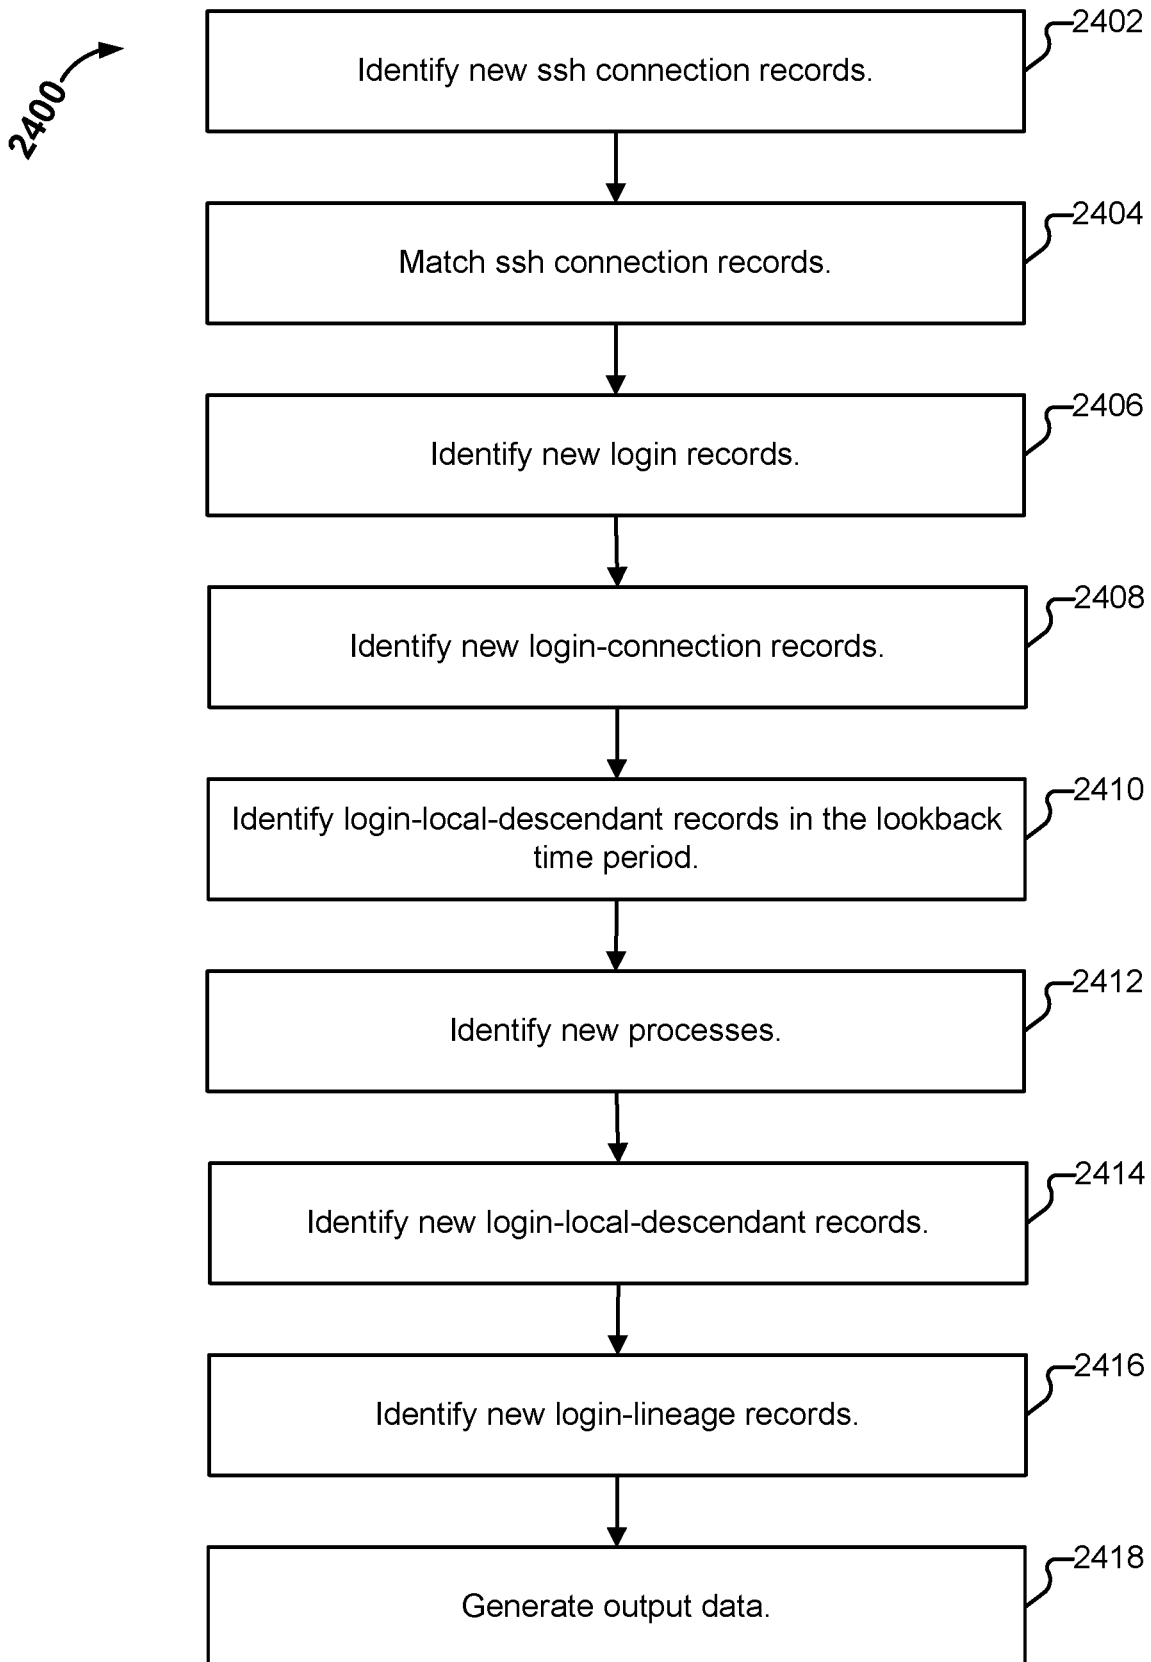 2400
2402
Identify new ssh connection records.
2404
Match ssh connection records.
2406
Identify new login records.
2408
Identify new login-connection records.
2410
Identify login-local-descendant records in the lookback
time period.
2412
Identify new processes.
2414
Identify new login-local-descendant records.
2416
Identify new login-lineage records.
2418
Generate output data.